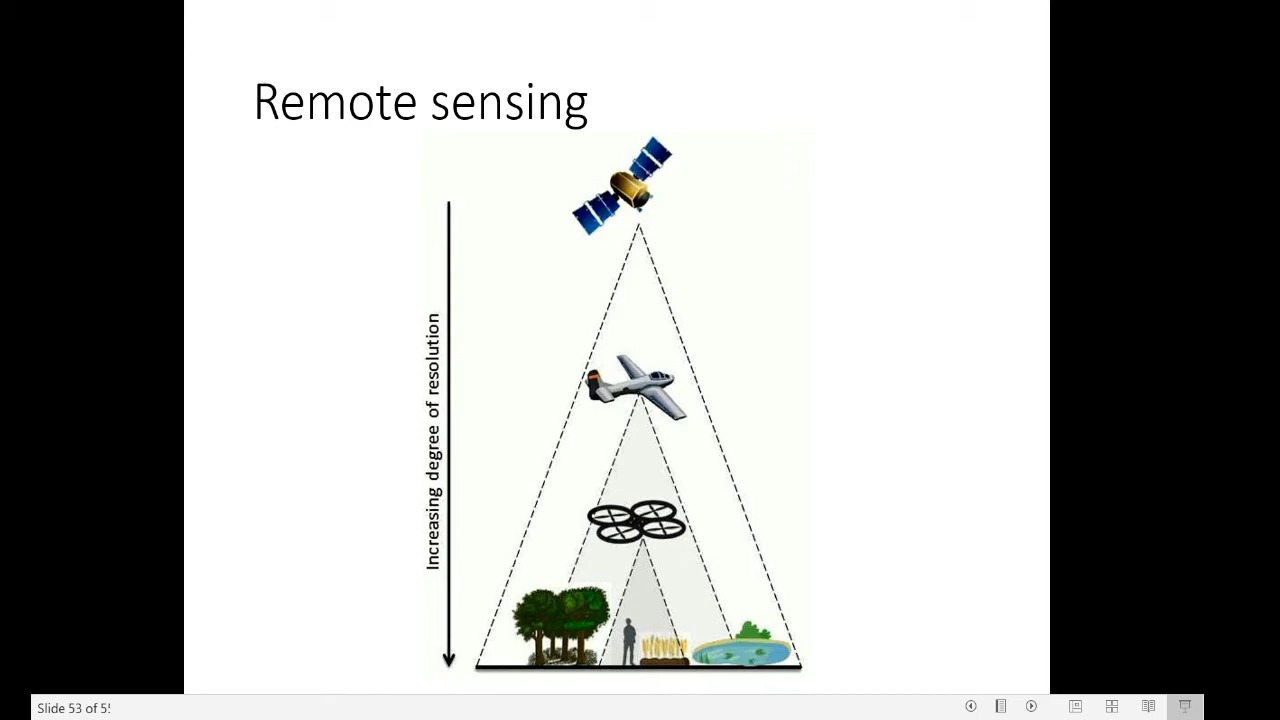 Remote sensing
Increasing degree of resolution
Slide 53 of 5